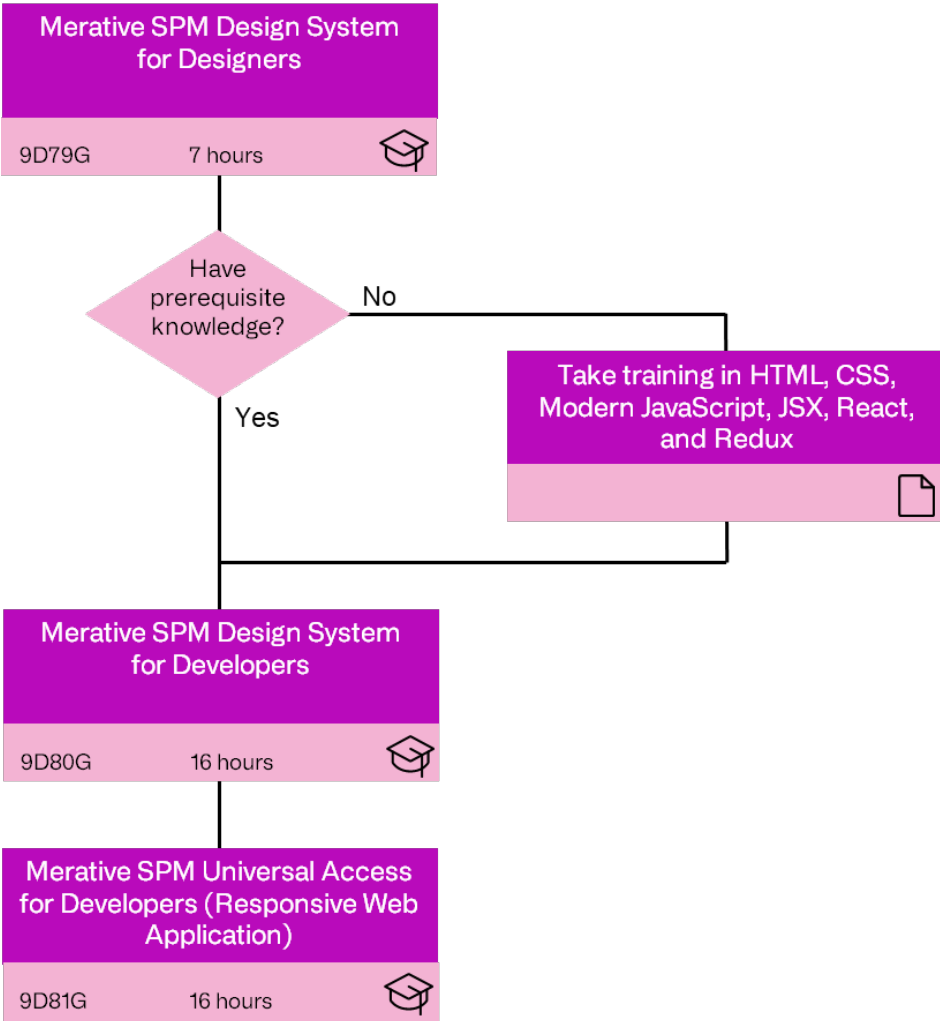 Merative SPM Design System
for Designers
9D79G 7 hours
Have
prerequisite
knowledge?
No
Yes
Take training in HTML, CSS,
Modern JavaScript, JSX, React,
and Redux
Merative SPM Design System
for Developers
9D80G 16 hours
Merative SPM Universal Access
for Developers (Responsive Web
Application)
9D81G 16 hours